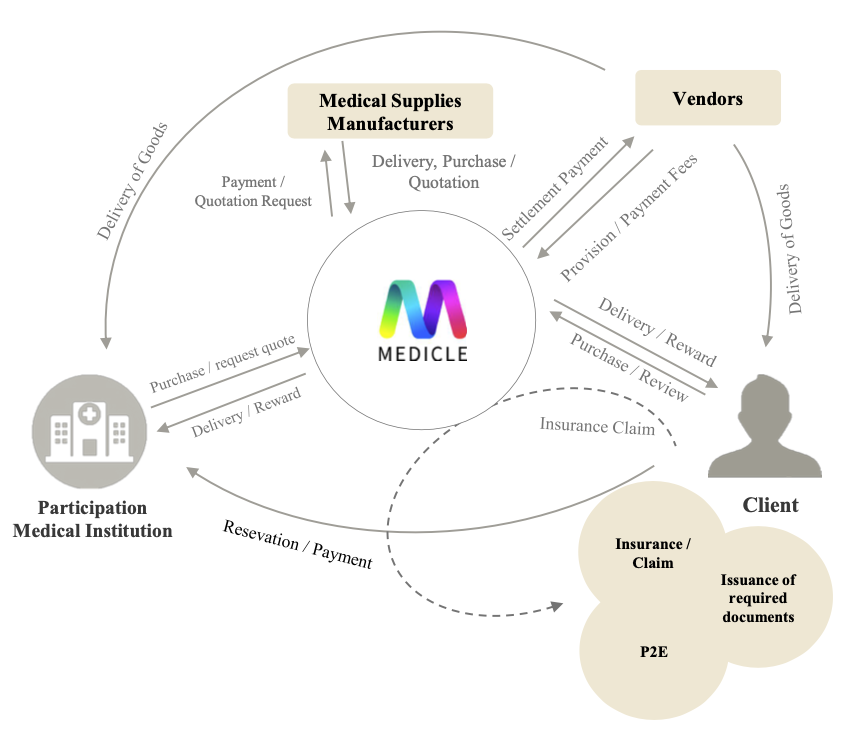 Medical Supplies
Manufacturers
Vendors
Delivery of Goods
Payment /
Quotation Request
Delivery, Purchase /
Quotation
Settlement Payment
Provision / Payment Fees
Delivery of Goods
MEDICLE
Purchase / request quote
Delivery / Reward
Delivery / Reward
Purchase / Review
Insurance Claim
Participation
Medical Institution
Client
Resevation / Payment
Insurance /
Claim
Issuance of
required
documents
P2E